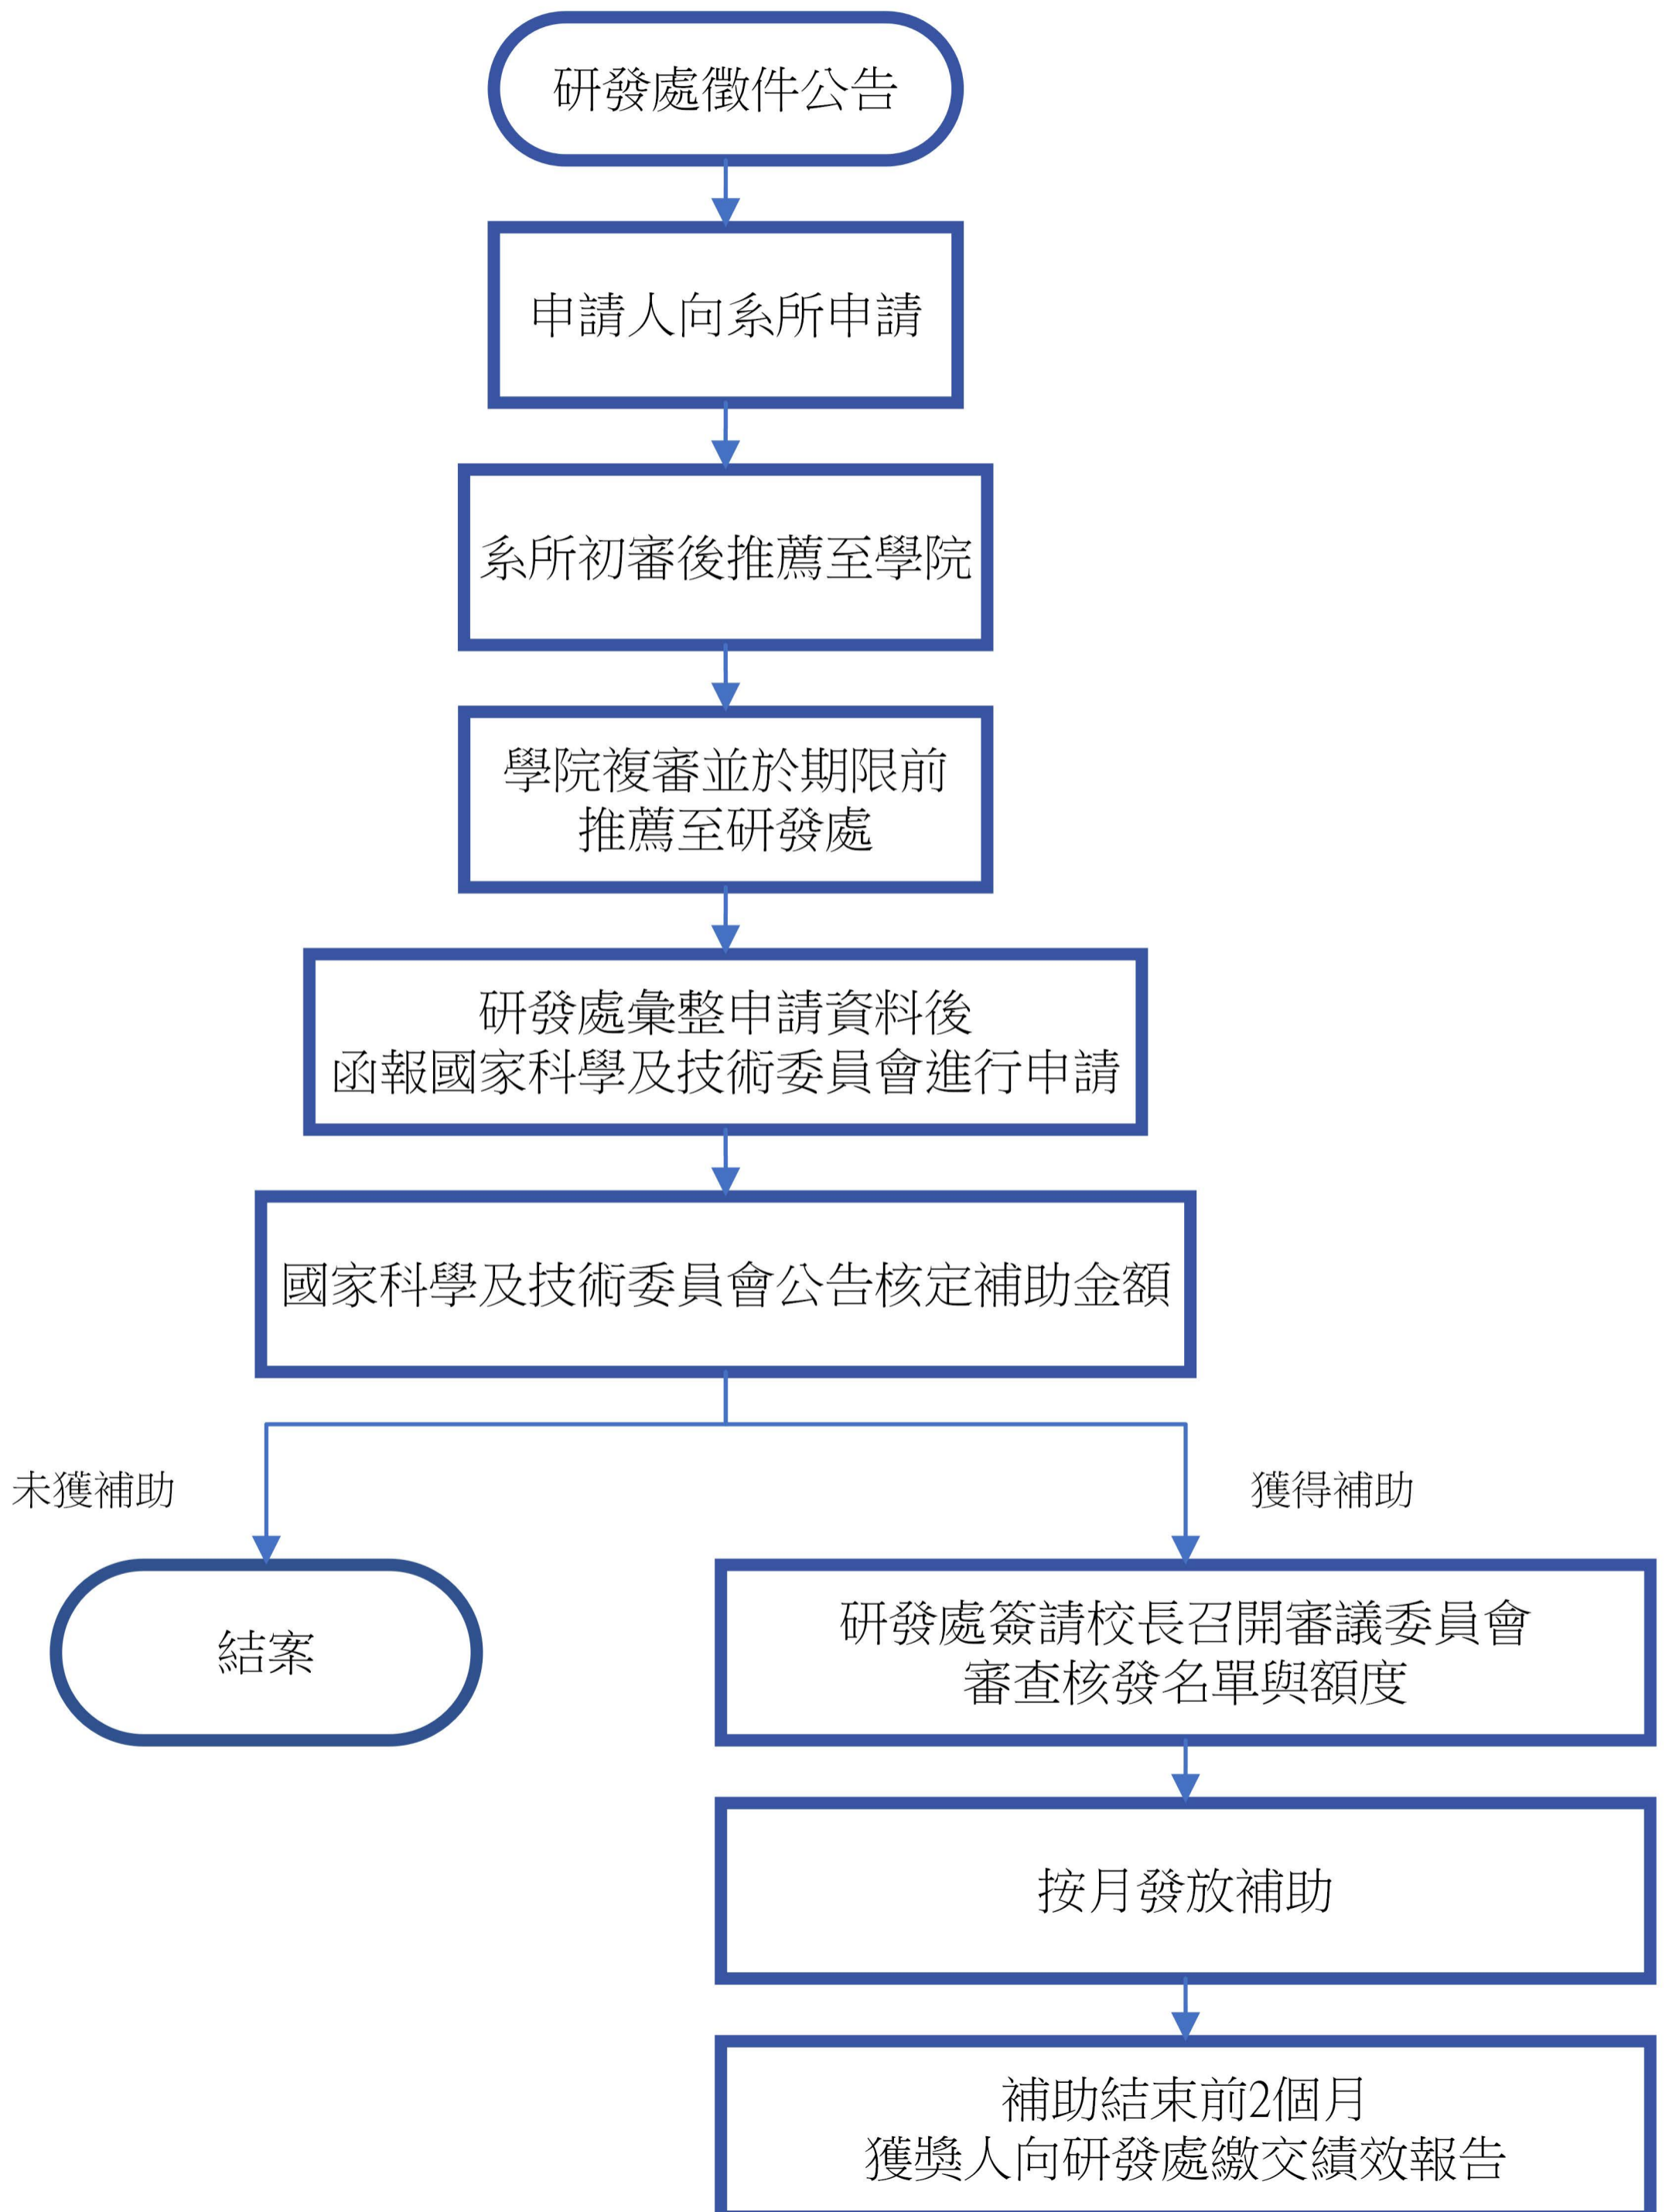 研發處徵件公告
申請人向系所申請
系所初審後推薦至學院
學院複審並於期限前
推薦至研發處
研發處彙整申請資料後
函報國家科學及技術委員會進行申請
國家科學及技術委員會公告核定補助金額
未獲補助
獲得補助
結案
研發處簽請校長召開審議委員會
審查核發名單與額度
按月發放補助
補助結束前2個月
獲獎人向研發處繳交績效報告